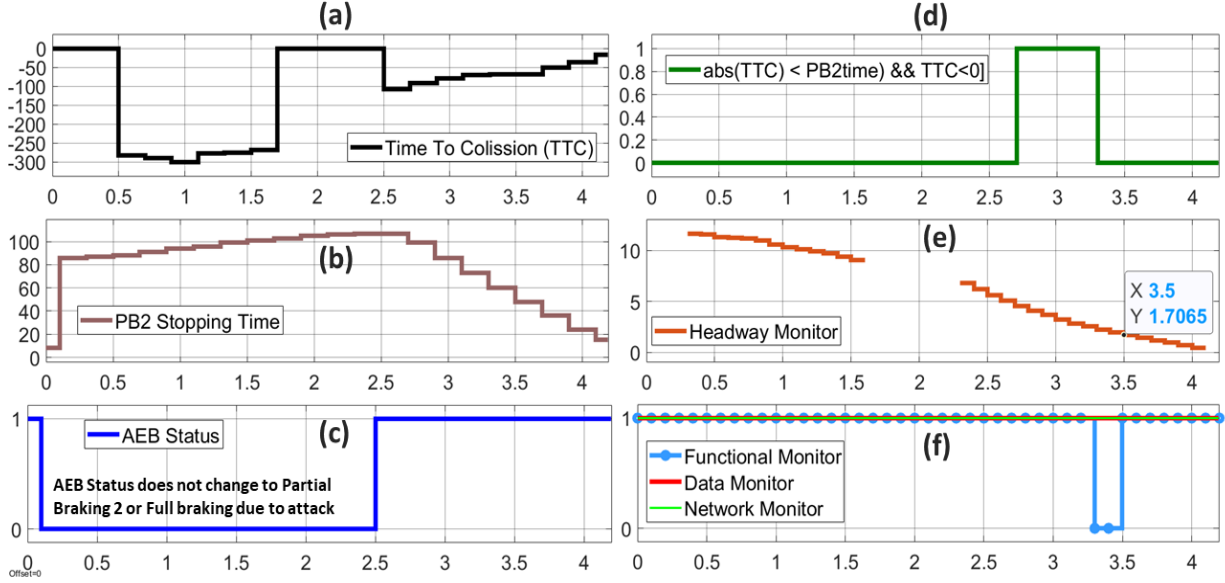 (a)
0
-50
-100
-150
-200
-250
-300
Time To Colission (TTC)
0 0.5 1 1.5 2 2.5 3 3.5 4
(d)
1
0.8
0.6
0.4
0.2
0
abs(TTC) < PB2time) && TTC<0]
0 0.5 1 1.5 2 2.5 3 3.5 4
(b)
100
80
60
40
20
0
PB2 Stopping Time
0 0.5 1 1.5 2 2.5 3 3.5 4
(e)
10
5
0
X 3.5
Y 1.7065
Headway Monitor
0 0.5 1 1.5 2 2.5 3 3.5 4
(c)
1
0
AEB Status
AEB Status does not change to Partial
Braking 2 or Full braking due to attack
0 0.5 1 1.5 2 2.5 3 3.5 4
Offset=0
(f)
1
0
Functional Monitor
Data Monitor
Network Monitor
0 0.5 1 1.5 2 2.5 3 3.5 4